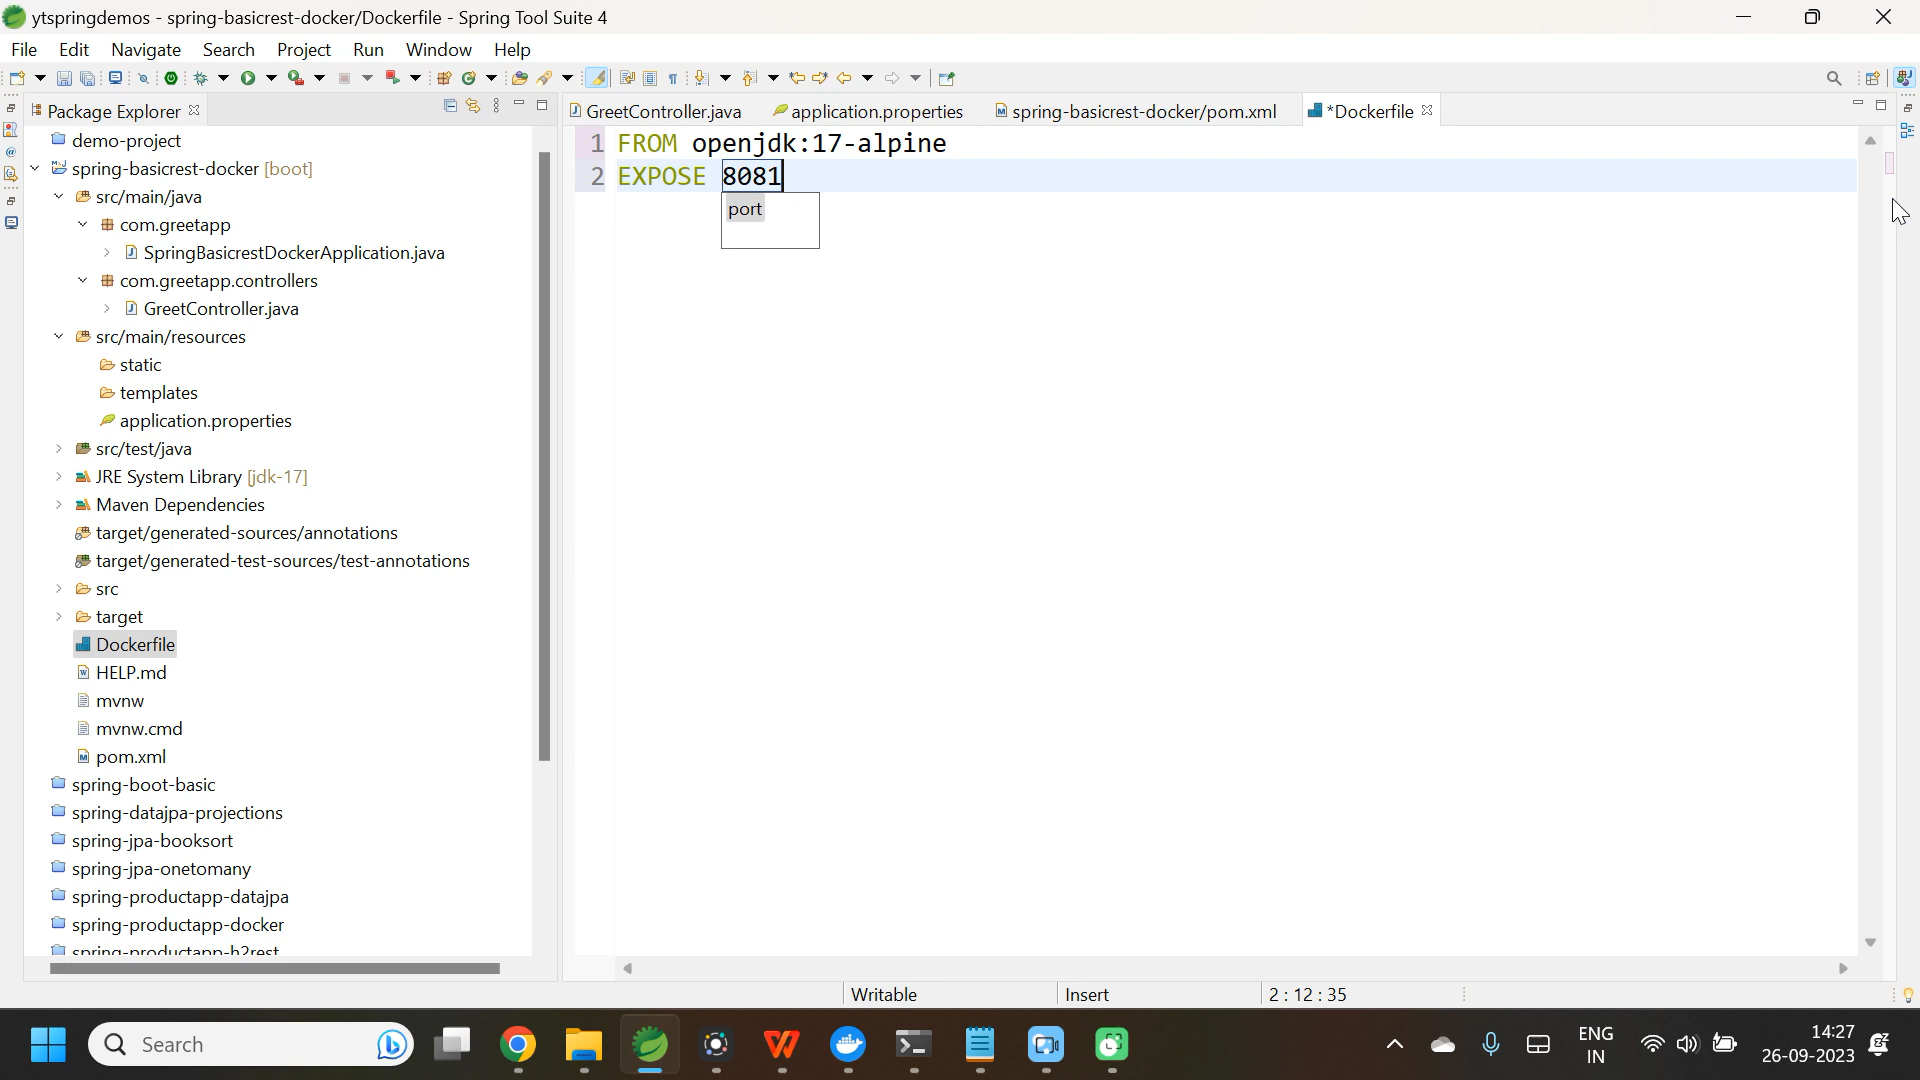 ytspringdemos - spring-basicrest-docker/Dockerfile - Spring Tool Suite 4
File Edit Navigate Search Project Run Window Help
Package Explorer
demo-project
spring-basicrest-docker [boot]
src/main/java
com.greetapp
SpringBasicrestDockerApplication.java
com.greetapp.controllers
GreetController.java
src/main/resources
static
templates
application.properties
src/test/java
JRE System Library [jdk-17]
Maven Dependencies
target/generated-sources/annotations
target/generated-test-sources/test-annotations
src
target
Dockerfile
HELP.md
mvnw
mvnw.cmd
pom.xml
spring-boot-basic
spring-datajpa-projections
spring-jpa-booksort
spring-jpa-onetomany
spring-productapp-datajpa
spring-productapp-docker
spring-productapp-h2rest
GreetController.java application.properties spring-basicrest-docker/pom.xml *Dockerfile
1 FROM openjdk:17-alpine
2 EXPOSE 8081
port
Writable Insert 2 : 12 : 35
Search
ENG
IN
14:27
26-09-2023